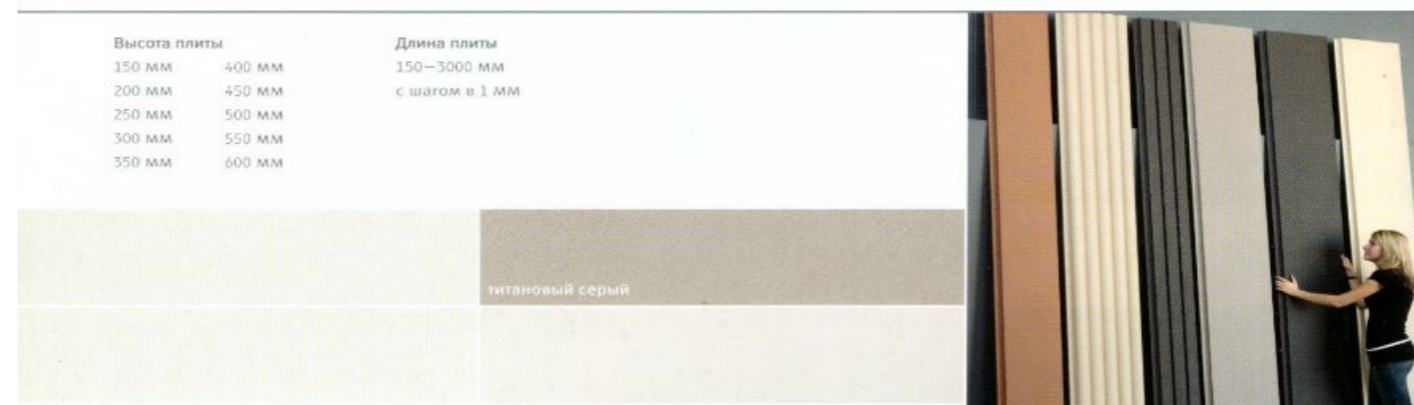 Высота плиты
150 мм 400 мм
200 мм 450 мм
250 мм 500 мм
300 мм 550 мм
350 мм 600 мм
Длина плиты
150—3000 мм
с шагом в 1 мм
титановый серый